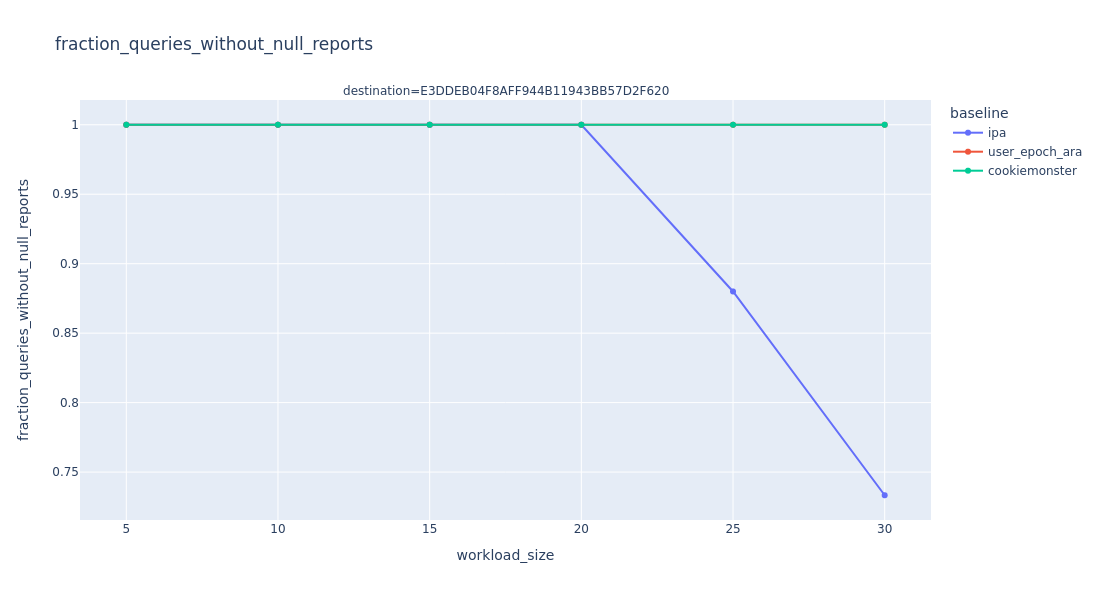 fraction_queries_without_null_reports
destination=E3DDEB04F8AFF944B11943BB57D2F620
fraction_queries_without_null_reports
1
0.95
0.9
0.85
0.8
0.75
5
10
15
20
25
30
workload_size
baseline
ipa
user_epoch_ara
cookiemonster